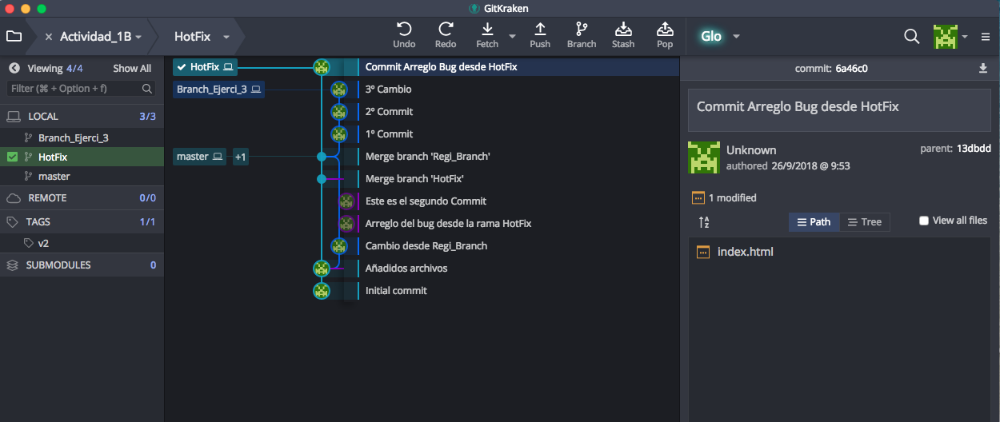 GitKraken
Actividad_1B
HotFix
Undo
Redo
Fetch
Push
Branch
Stash
Pop
Glo
Viewing 4/4
Show All
Filter (⌘ + Option + f)
LOCAL 3/3
Branch_Ejerci_3
HotFix
master
REMOTE 0/0
TAGS 1/1
v2
SUBMODULES 0
HotFix Commit Arreglo Bug desde HotFix
Branch_Ejerci_3 3º Cambio
2º Commit
1º Commit
master +1 Merge branch 'Regi_Branch'
Merge branch 'HotFix'
Este es el segundo Commit
Arreglo del bug desde la rama HotFix
Cambio desde Regi_Branch
Añadidos archivos
Initial commit
commit: 6a46c0
Commit Arreglo Bug desde HotFix
Unknown
parent: 13dbdd
authored 26/9/2018 @ 9:53
1 modified
A
Z
Path
Tree
View all files
index.html